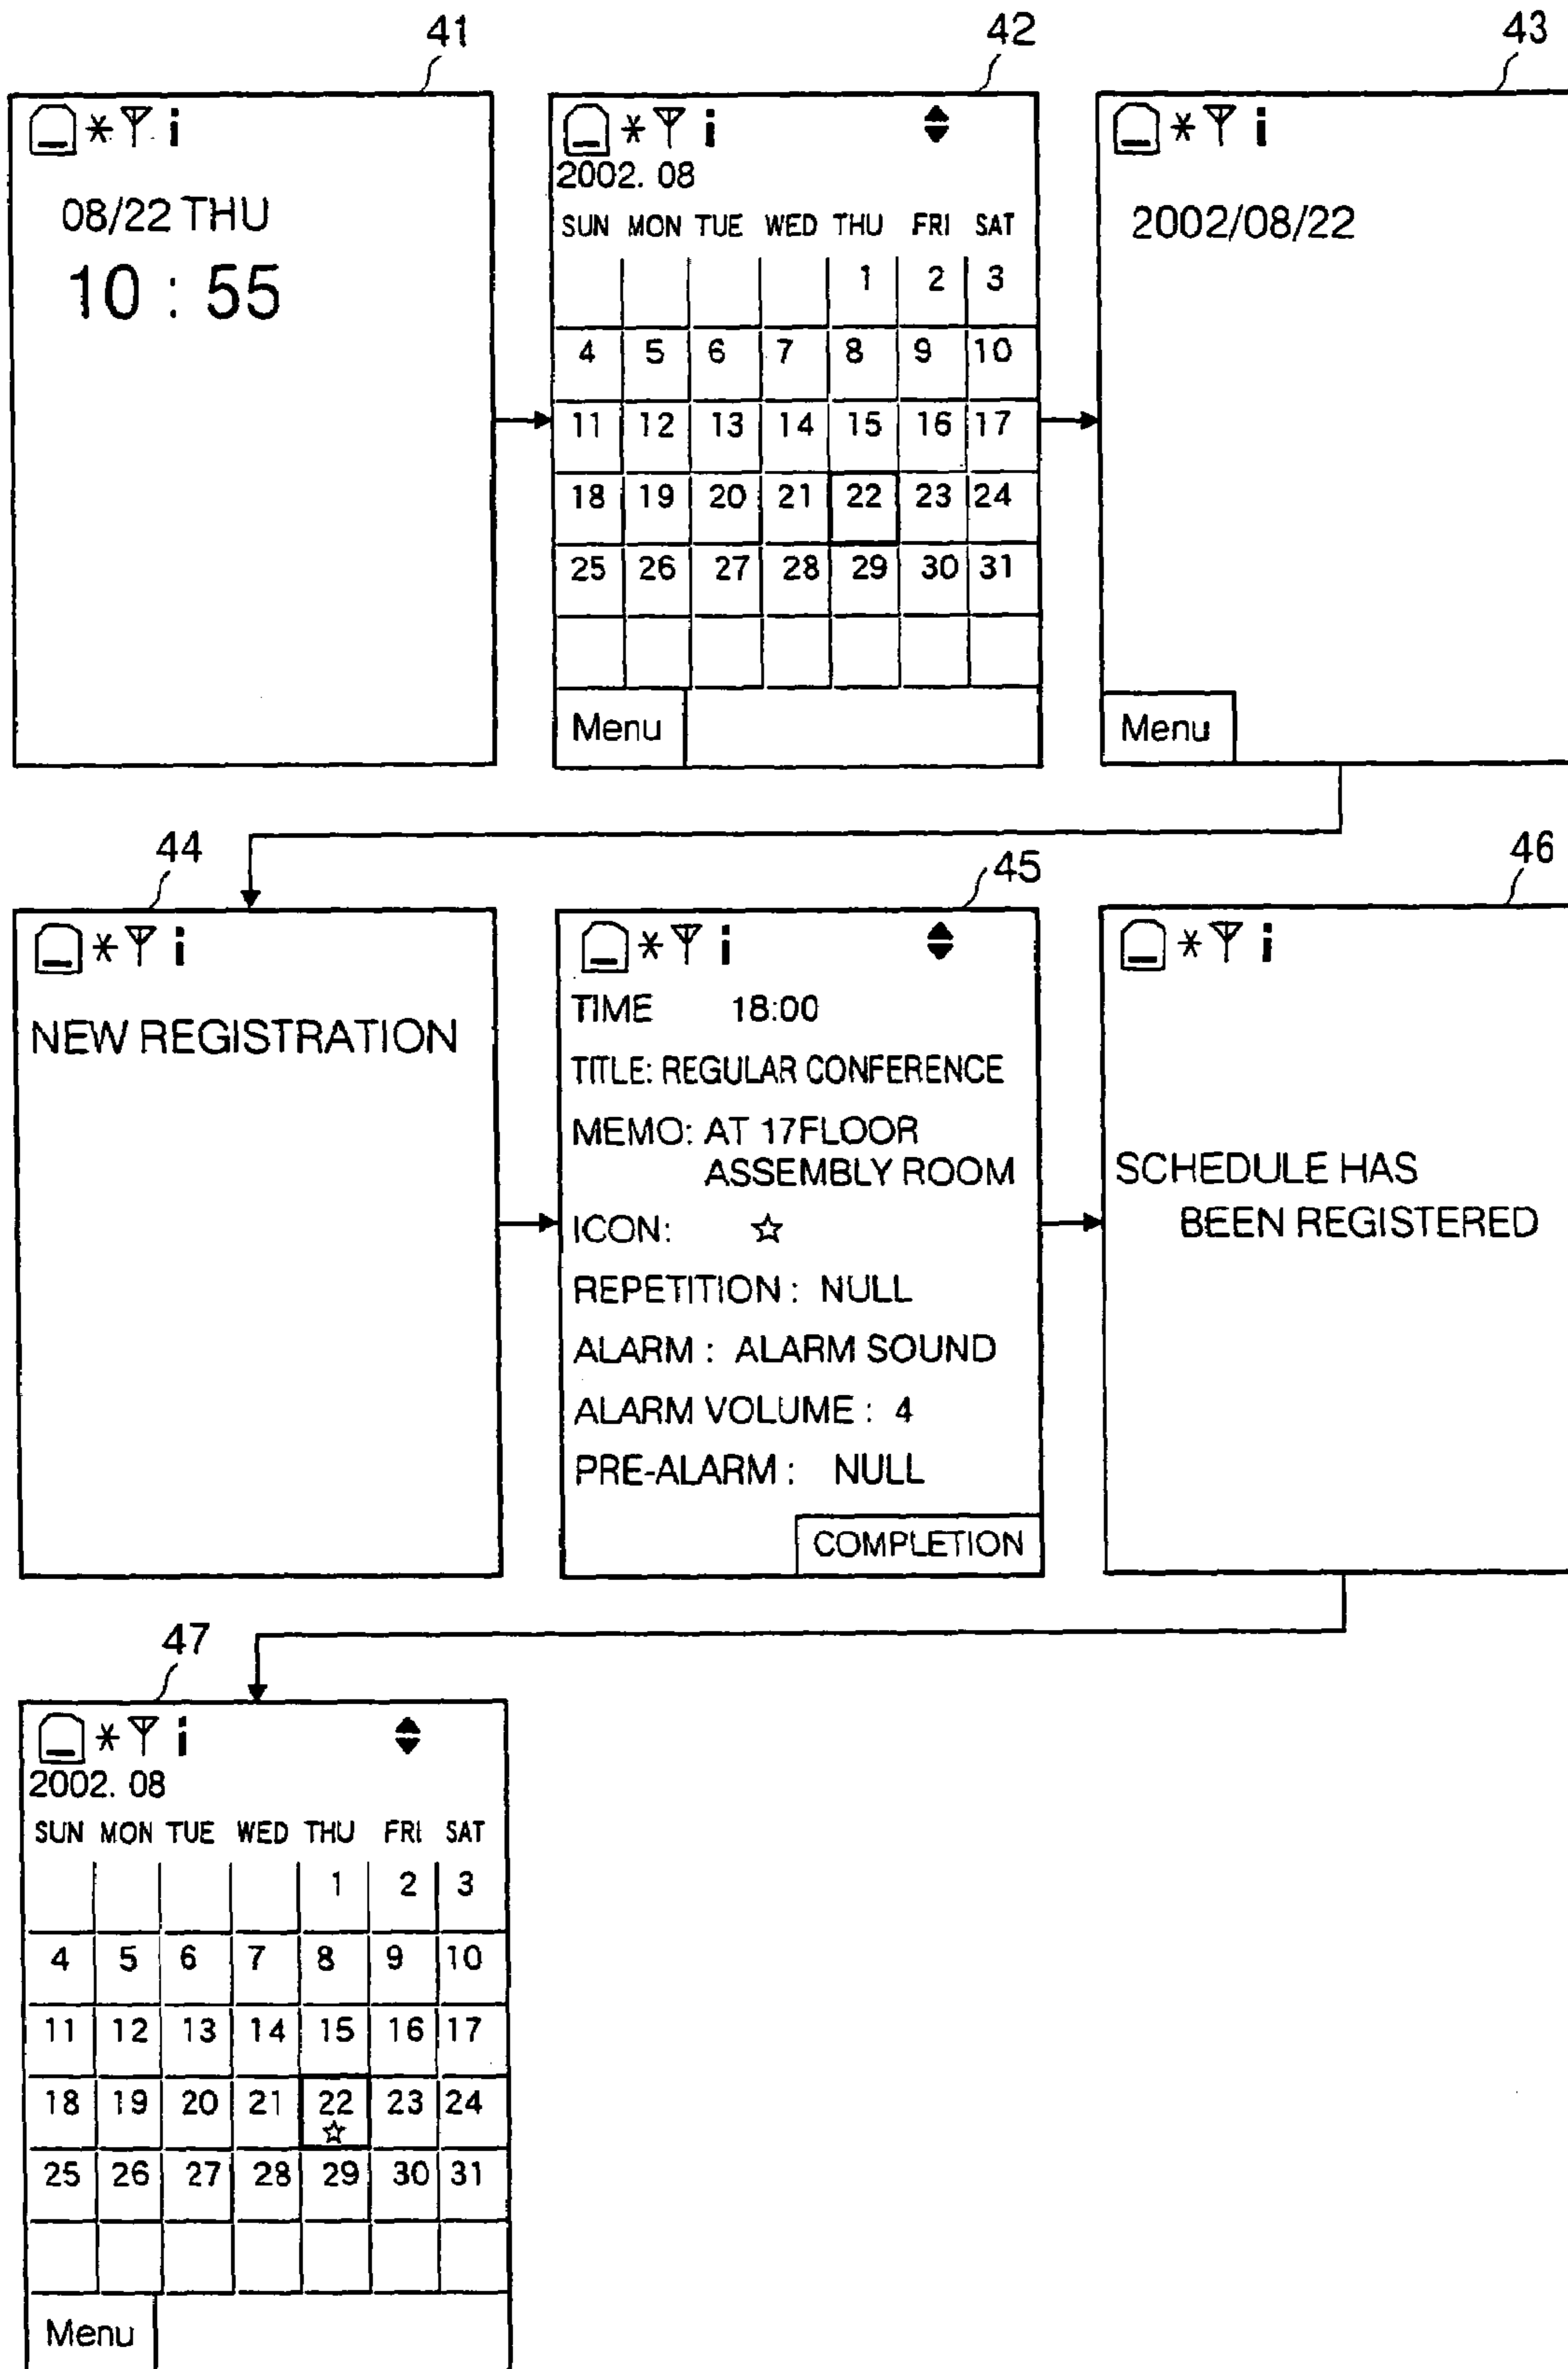 41
42
43
i
08/22 THU
10 : 55
i
2002. 08
SUN MON TUE WED THU FRI SAT
1 2 3
4 5 6 7 8 9 10
11 12 13 14 15 16 17
18 19 20 21 22 23 24
25 26 27 28 29 30 31
Menu
i
2002/08/22
Menu
44
45
46
i
NEW REGISTRATION
i
TIME 18:00
TITLE: REGULAR CONFERENCE
MEMO: AT 17FLOOR
ASSEMBLY ROOM
ICON: ☆
REPETITION : NULL
ALARM : ALARM SOUND
ALARM VOLUME : 4
PRE-ALARM : NULL
COMPLETION
i
SCHEDULE HAS
BEEN REGISTERED
47
i
2002. 08
SUN MON TUE WED THU FRI SAT
1 2 3
4 5 6 7 8 9 10
11 12 13 14 15 16 17
18 19 20 21 22 23 24
☆
25 26 27 28 29 30 31
Menu